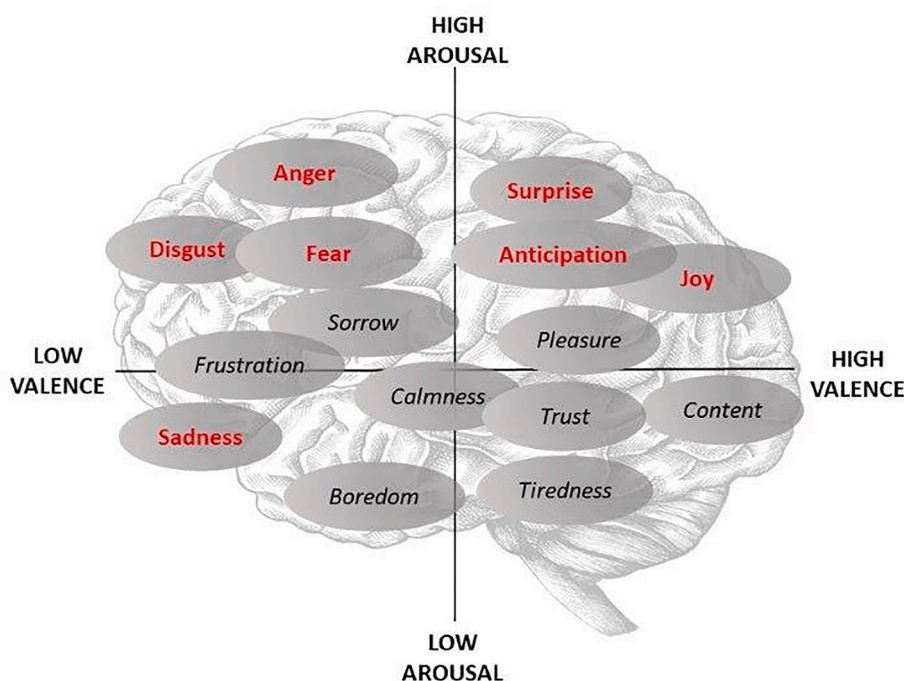 HIGH
AROUSAL
Anger
Surprise
Disgust
Fear
Anticipation
Joy
Sorrow
Pleasure
LOW
VALENCE
Frustration
HIGH
VALENCE
Calmness
Trust
Content
Sadness
Boredom
Tiredness
LOW
AROUSAL